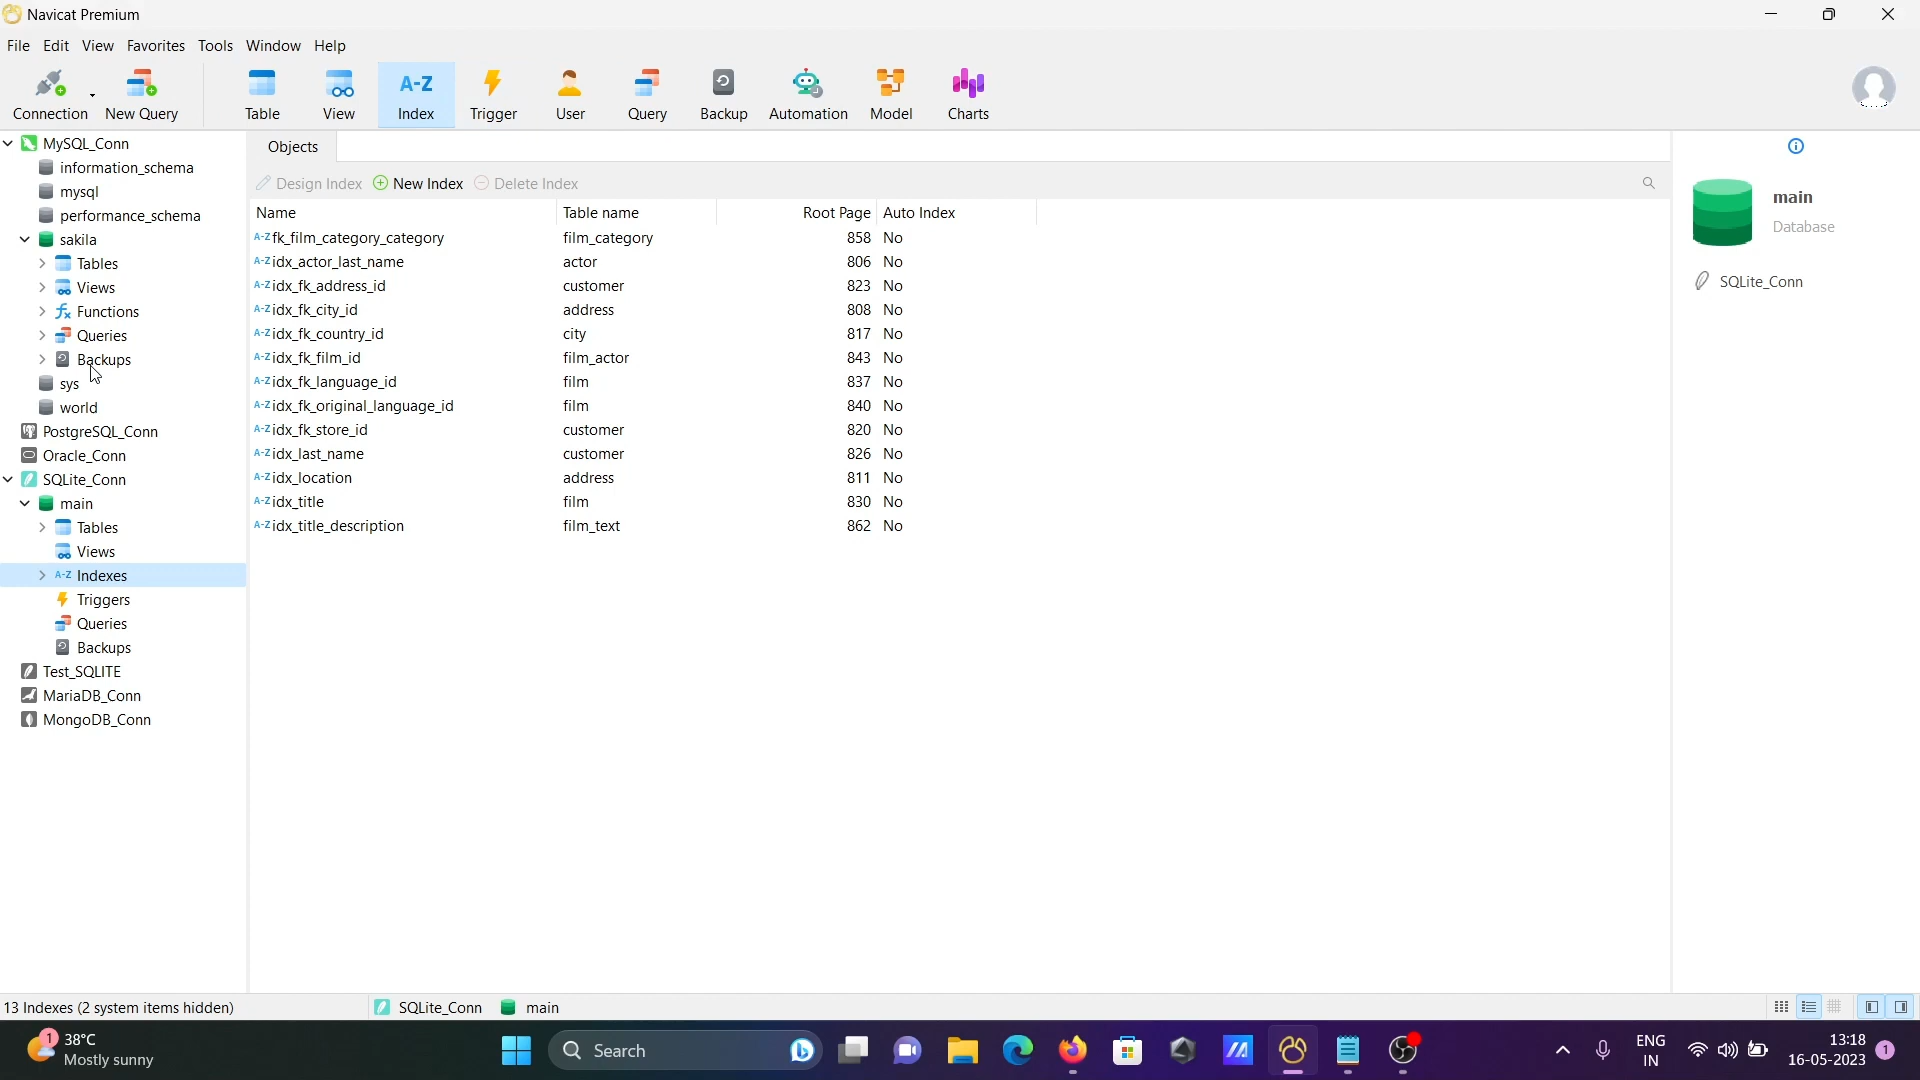 Navicat Premium
File Edit View Favorites Tools Window Help
Connection New Query Table View A-Z Index Trigger User Query Backup Automation Model Charts
MySQL_Conn
information_schema
mysql
performance_schema
sakila
Tables
Views
Functions
Queries
Backups
sys
world
PostgreSQL_Conn
Oracle_Conn
SQLite_Conn
main
Tables
Views
A-Z Indexes
Triggers
Queries
Backups
Test_SQLITE
MariaDB_Conn
MongoDB_Conn
Objects
Design Index New Index Delete Index
Name Table name Root Page Auto Index
A-Z fk_film_category_category film_category 858 No
A-Z idx_actor_last_name actor 806 No
A-Z idx_fk_address_id customer 823 No
A-Z idx_fk_city_id address 808 No
A-Z idx_fk_country_id city 817 No
A-Z idx_fk_film_id film_actor 843 No
A-Z idx_fk_language_id film 837 No
A-Z idx_fk_original_language_id film 840 No
A-Z idx_fk_store_id customer 820 No
A-Z idx_last_name customer 826 No
A-Z idx_location address 811 No
A-Z idx_title film 830 No
A-Z idx_title_description film_text 862 No
main
Database
SQLite_Conn
13 Indexes (2 system items hidden) SQLite_Conn main
1 38°C
Mostly sunny
Search
ENG
IN
13:18
16-05-2023
1